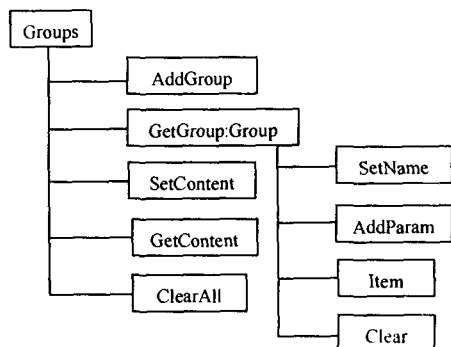 Groups
AddGroup
GetGroup:Group
SetName
SetContent
AddParam
GetContent
Item
ClearAll
Clear